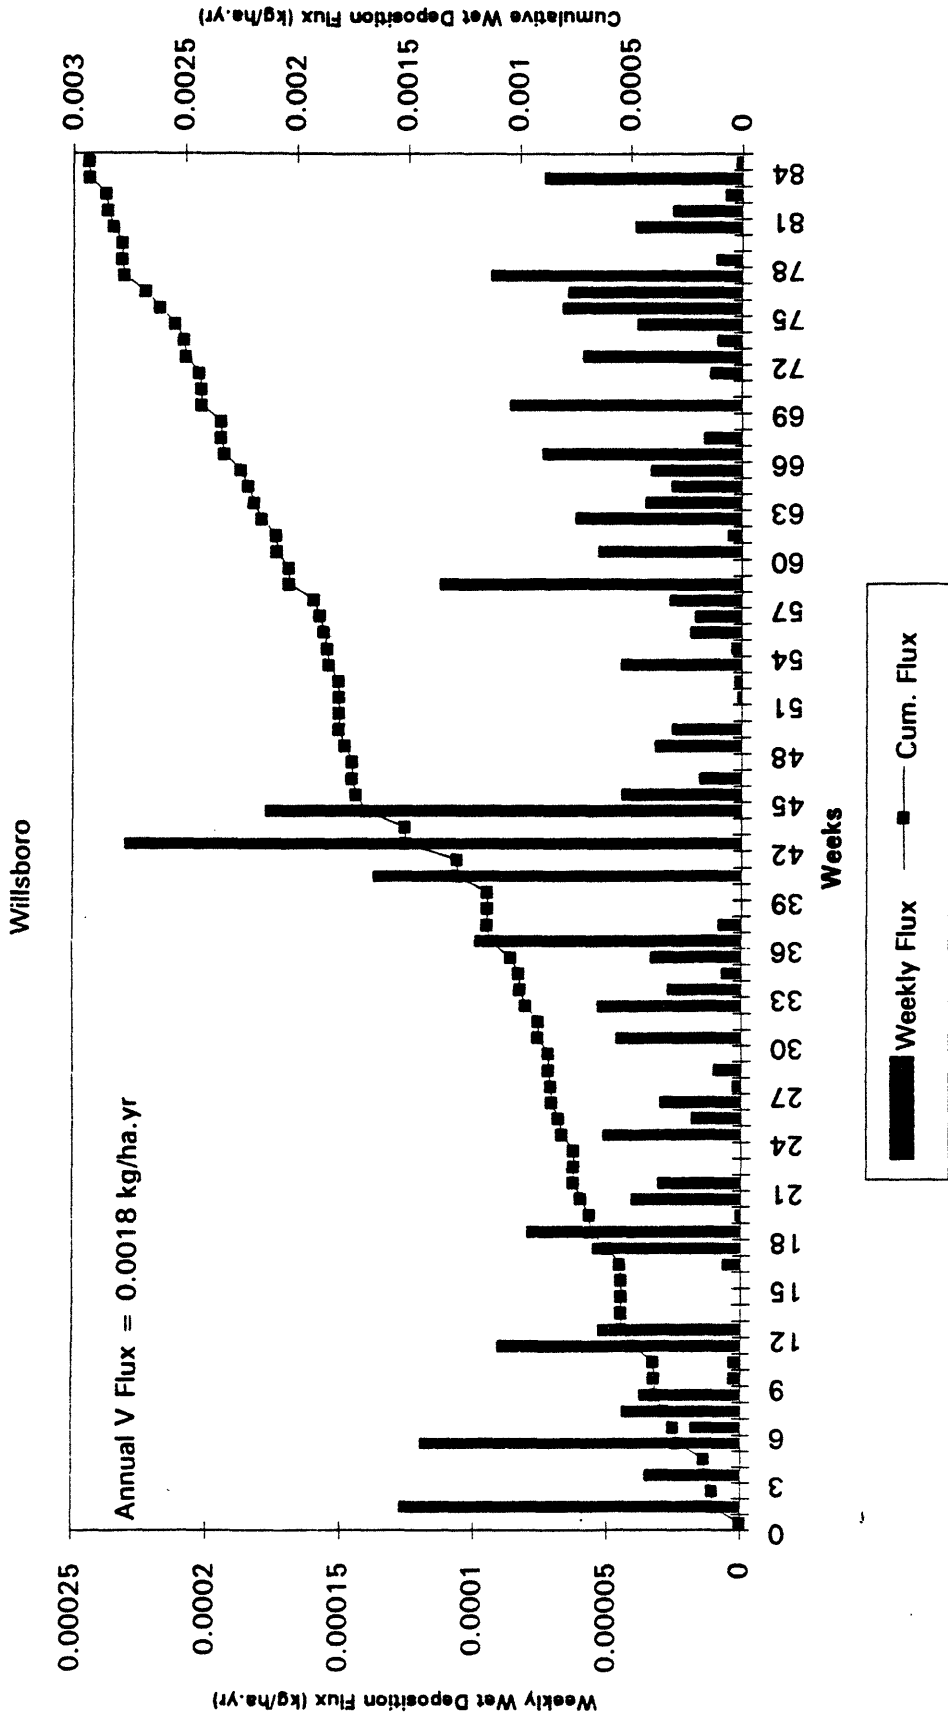 Willsboro
Annual V Flux = 0.0018 kg/ha.yr
Weekly Wet Deposition Flux (kg/ha.yr)
0.00025
0.0002
0.00015
0.0001
0.00005
0
Cumulative Wet Deposition Flux (kg/ha.yr)
0.003
0.0025
0.002
0.0015
0.001
0.0005
0
0 3 6 9 12 15 18 21 24 27 30 33 36 39 42 45 48 51 54 57 60 63 66 69 72 75 78 81 84
Weeks
Weekly Flux
Cum. Flux